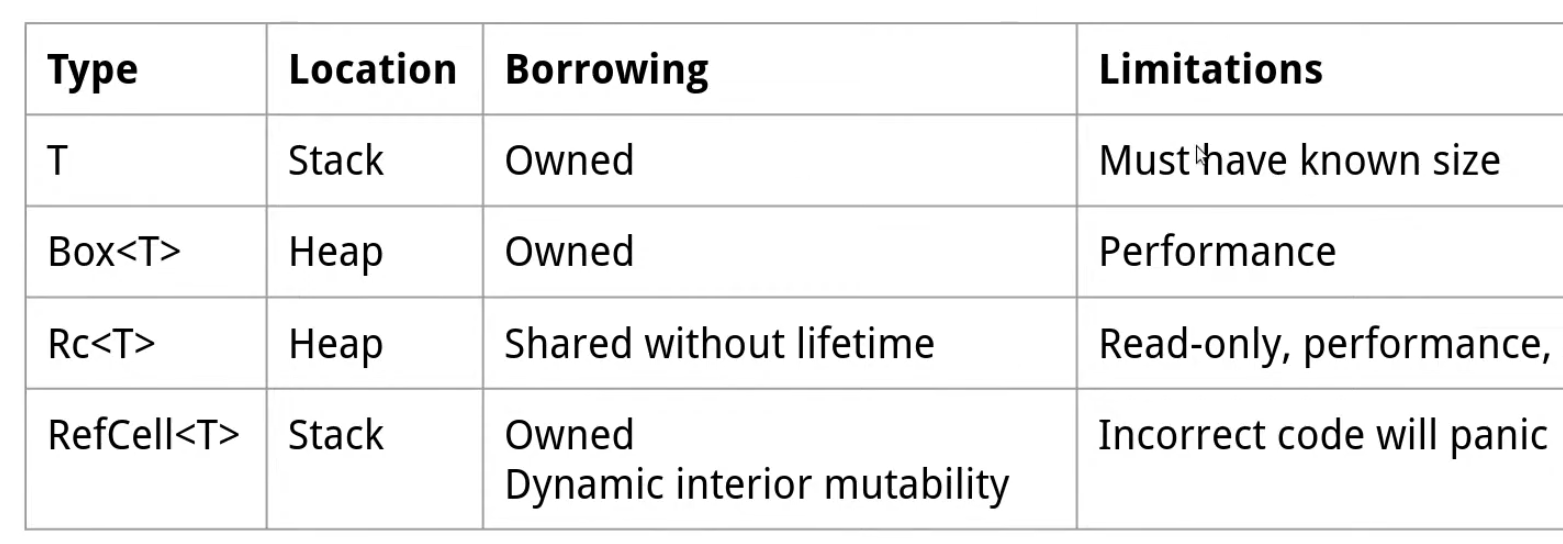 Type Location Borrowing Limitations
T Stack Owned Must have known size
Box<T> Heap Owned Performance
Rc<T> Heap Shared without lifetime Read-only, performance,
RefCell<T> Stack Owned Incorrect code will panic
Dynamic interior mutability